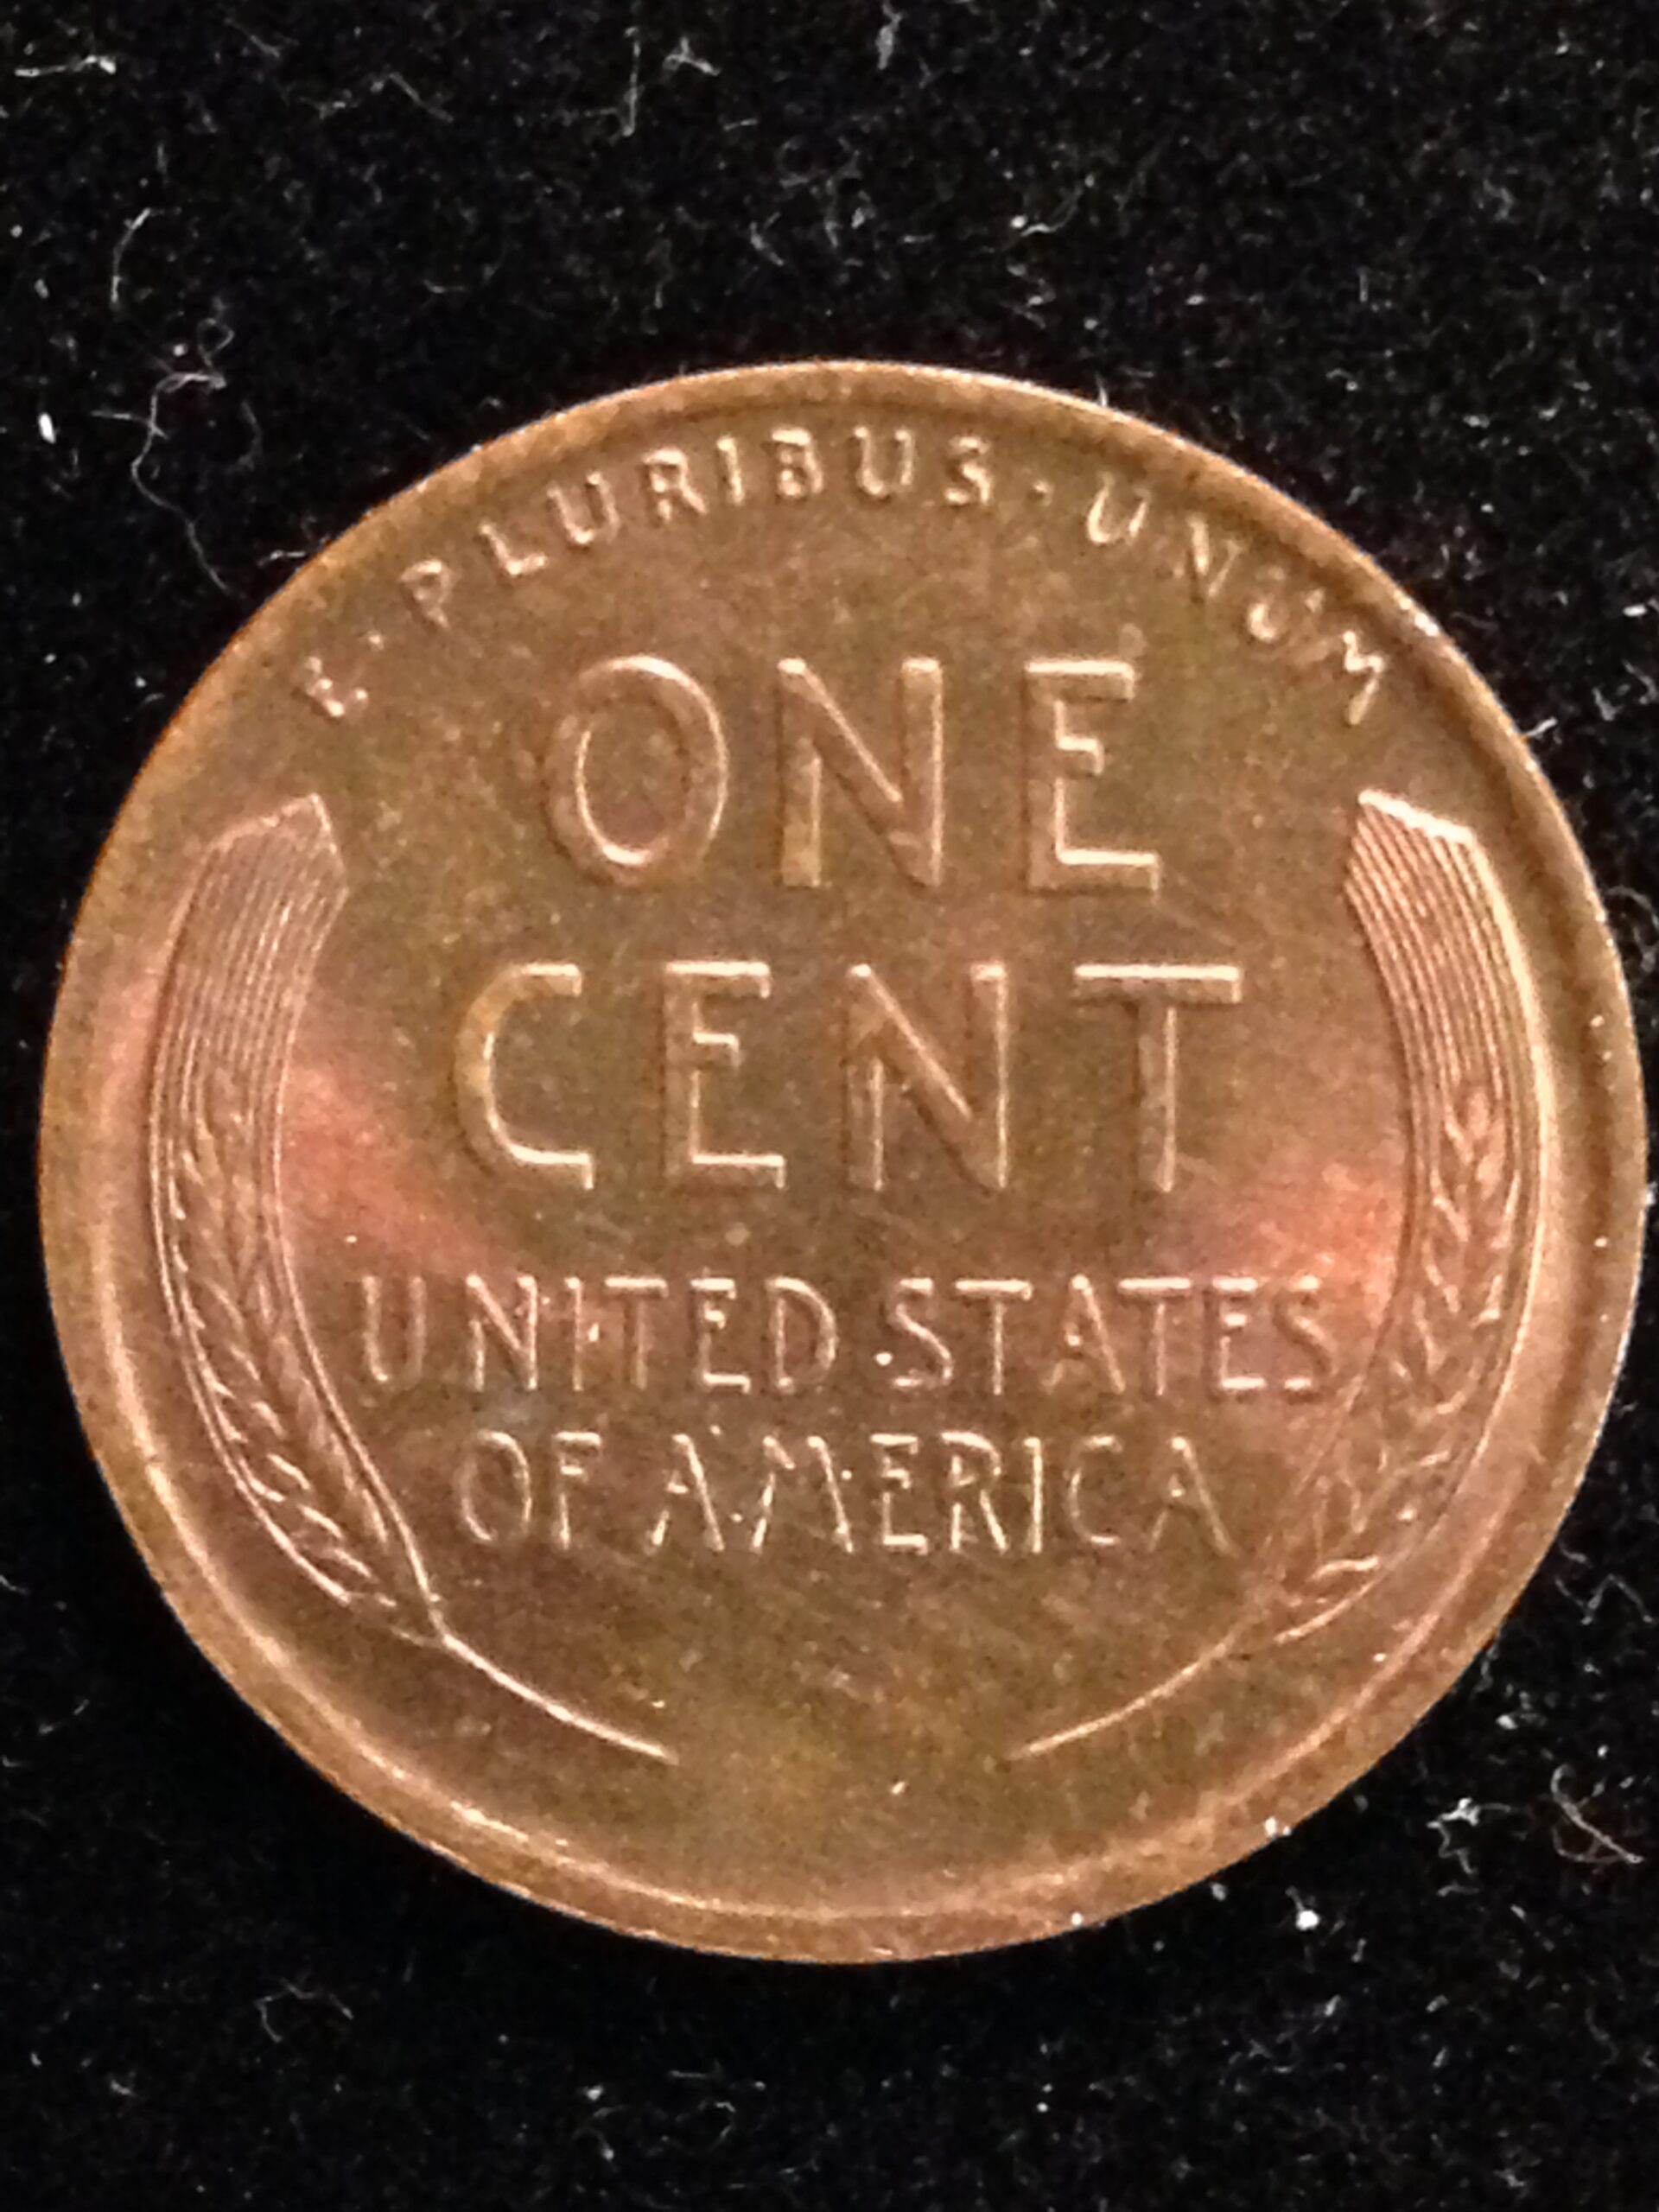 E·PLURIBUS·UNUM
ONE
CENT
UNITED STATES
OF AMERICA